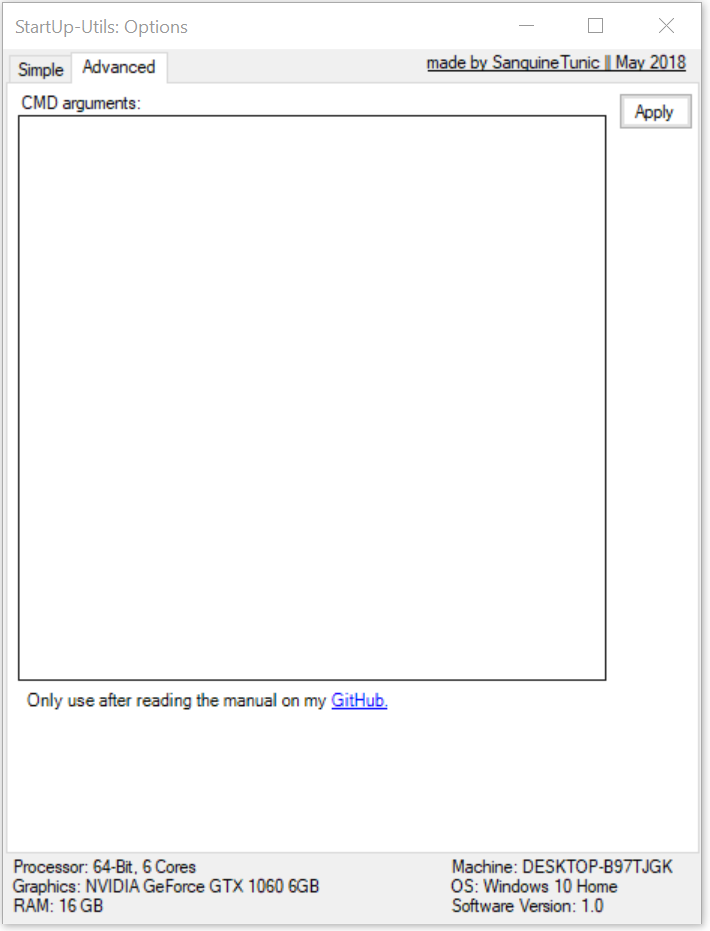 StartUp-Utils: Options
Simple
Advanced
made by SanguineTunic || May 2018
CMD arguments:
Apply
Only use after reading the manual on my GitHub.
Processor: 64-Bit, 6 Cores
Graphics: NVIDIA GeForce GTX 1060 6GB
RAM: 16 GB
Machine: DESKTOP-B97TJGK
OS: Windows 10 Home
Software Version: 1.0